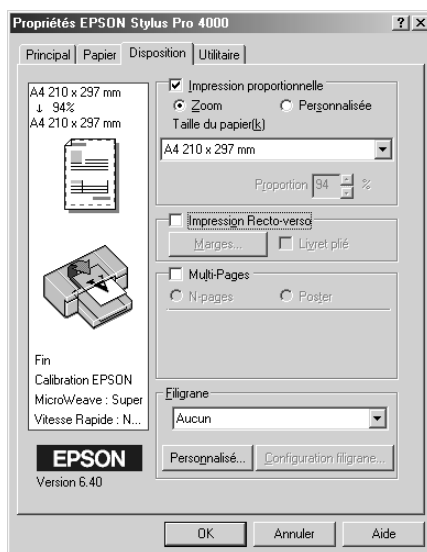 Propriétés EPSON Stylus Pro 4000
Principal Papier Disposition Utilitaire
A4 210 x 297 mm
↓ 94%
A4 210 x 297 mm
Fin
Calibration EPSON
MicroWeave : Super
Vitesse Rapide : N...
EPSON
Version 6.40
Impression proportionnelle
Zoom Personnalisée
Taille du papier(k)
A4 210 x 297 mm
Proportion 94 %
Impression Recto-verso
Marges... Livret plié
Multi-Pages
N-pages Poster
Filigrane
Aucun
Personnalisé... Configuration filigrane...
OK Annuler Aide